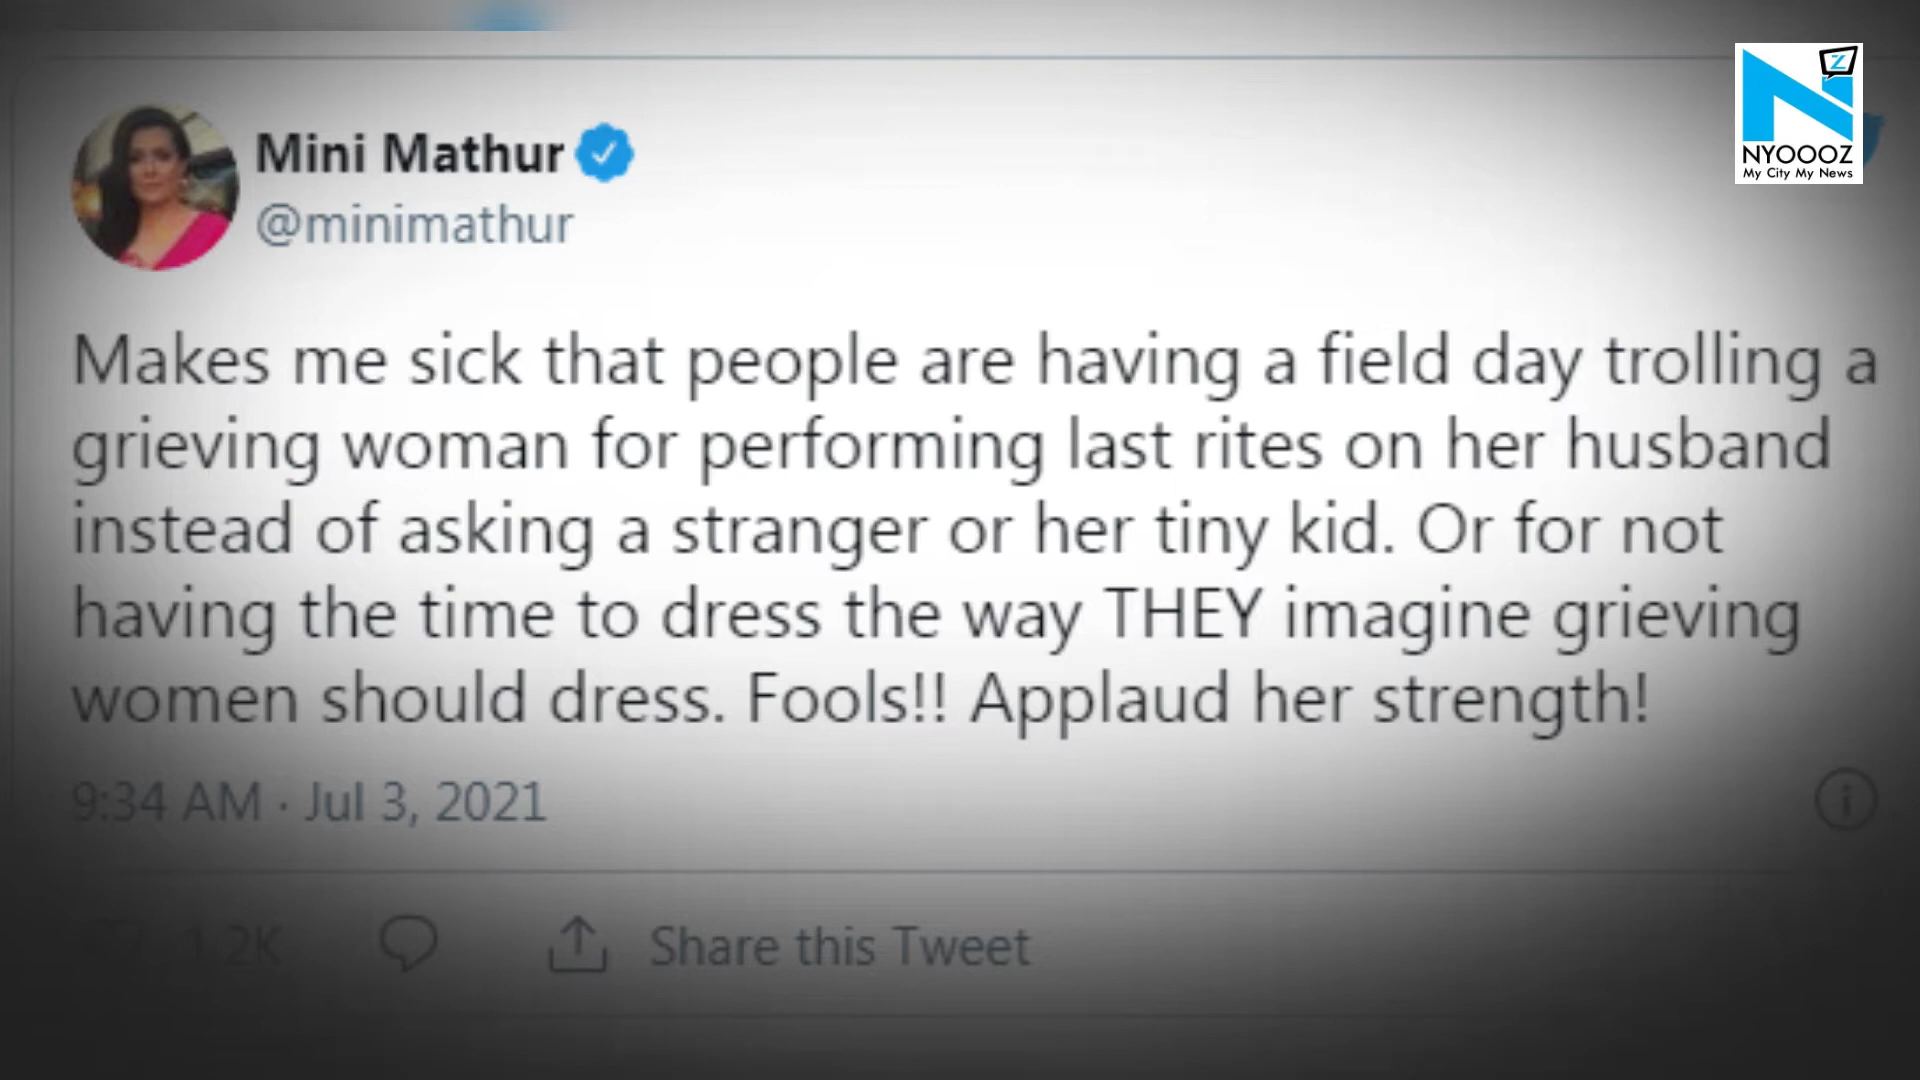 Mini Mathur
@minimathur
Makes me sick that people are having a field day trolling a
grieving woman for performing last rites on her husband
instead of asking a stranger or her tiny kid. Or for not
having the time to dress the way THEY imagine grieving
women should dress. Fools!! Applaud her strength!
9:34 AM · Jul 3, 2021
1.2K
Share this Tweet
Z
NYOOOZ
My City My News